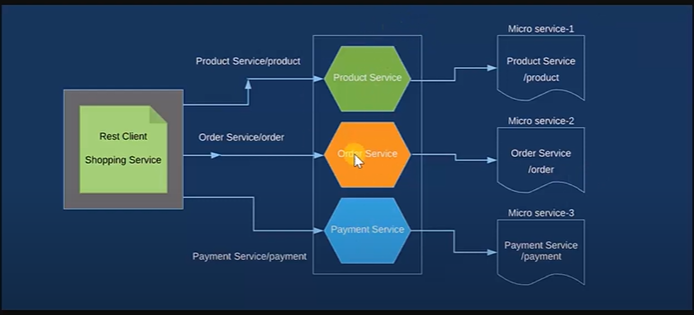 Micro service-1
Product Service/product
Product Service
Product Service
/product
Rest Client
Shopping Service
Order Service/order
Order Service
Micro service-2
Order Service
/order
Payment Service/payment
Payment Service
Micro service-3
Payment Service
/payment